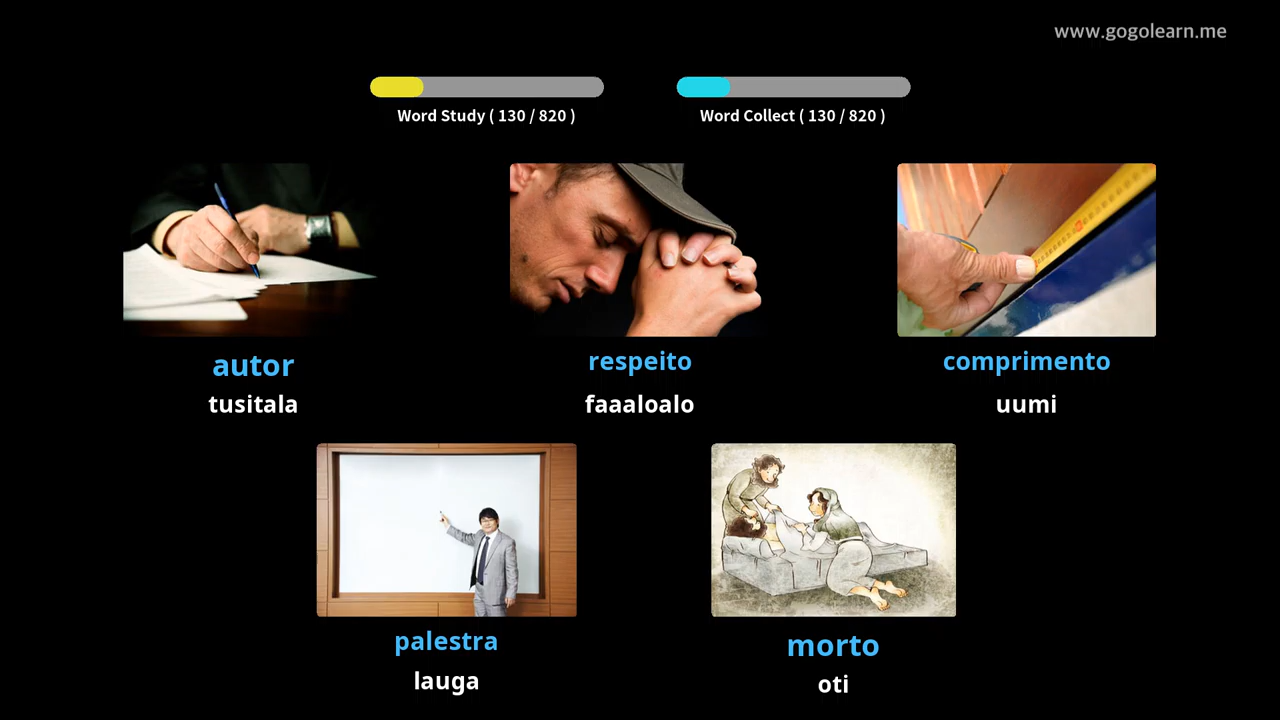 www.gogolearn.me
Word Study ( 130 / 820 )
Word Collect ( 130 / 820 )
autor
tusitala
respeito
faaaloalo
comprimento
uumi
palestra
lauga
morto
oti